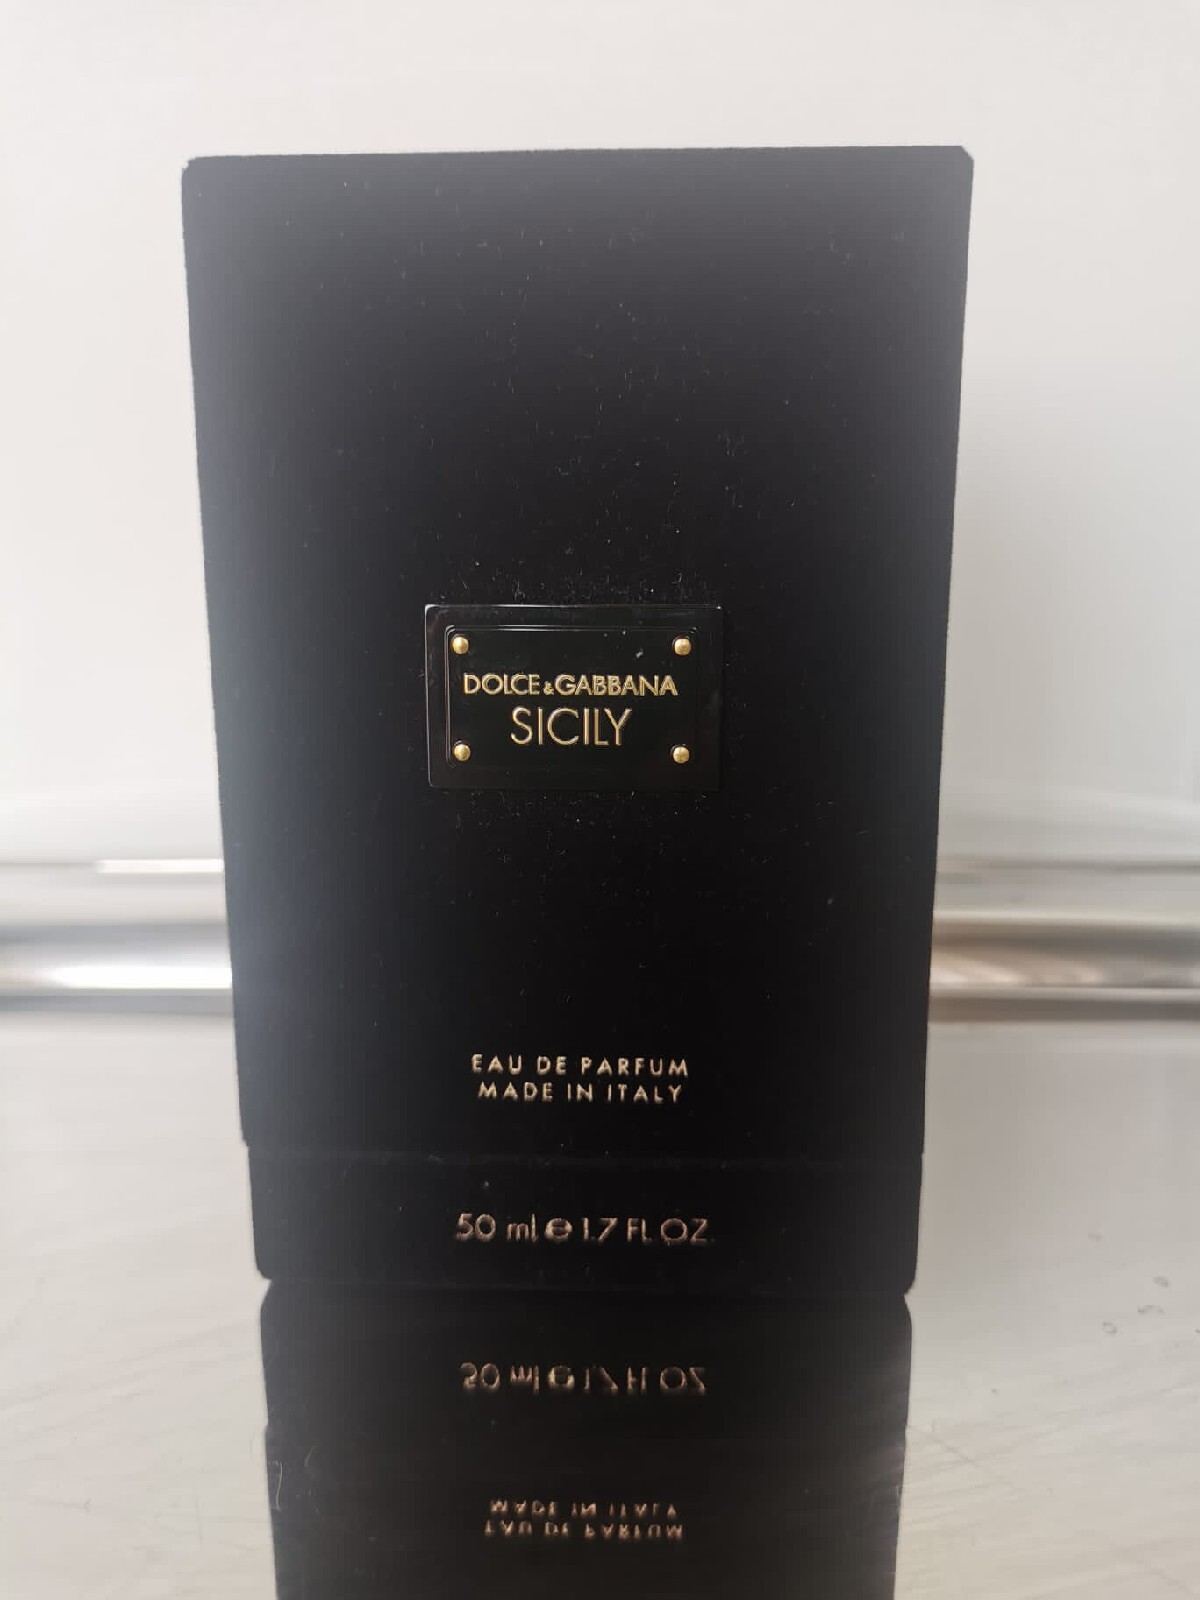 DOLCE&GABBANA
SICILY
EAU DE PARFUM
MADE IN ITALY
50 ml ℮ 1.7 FL. OZ.